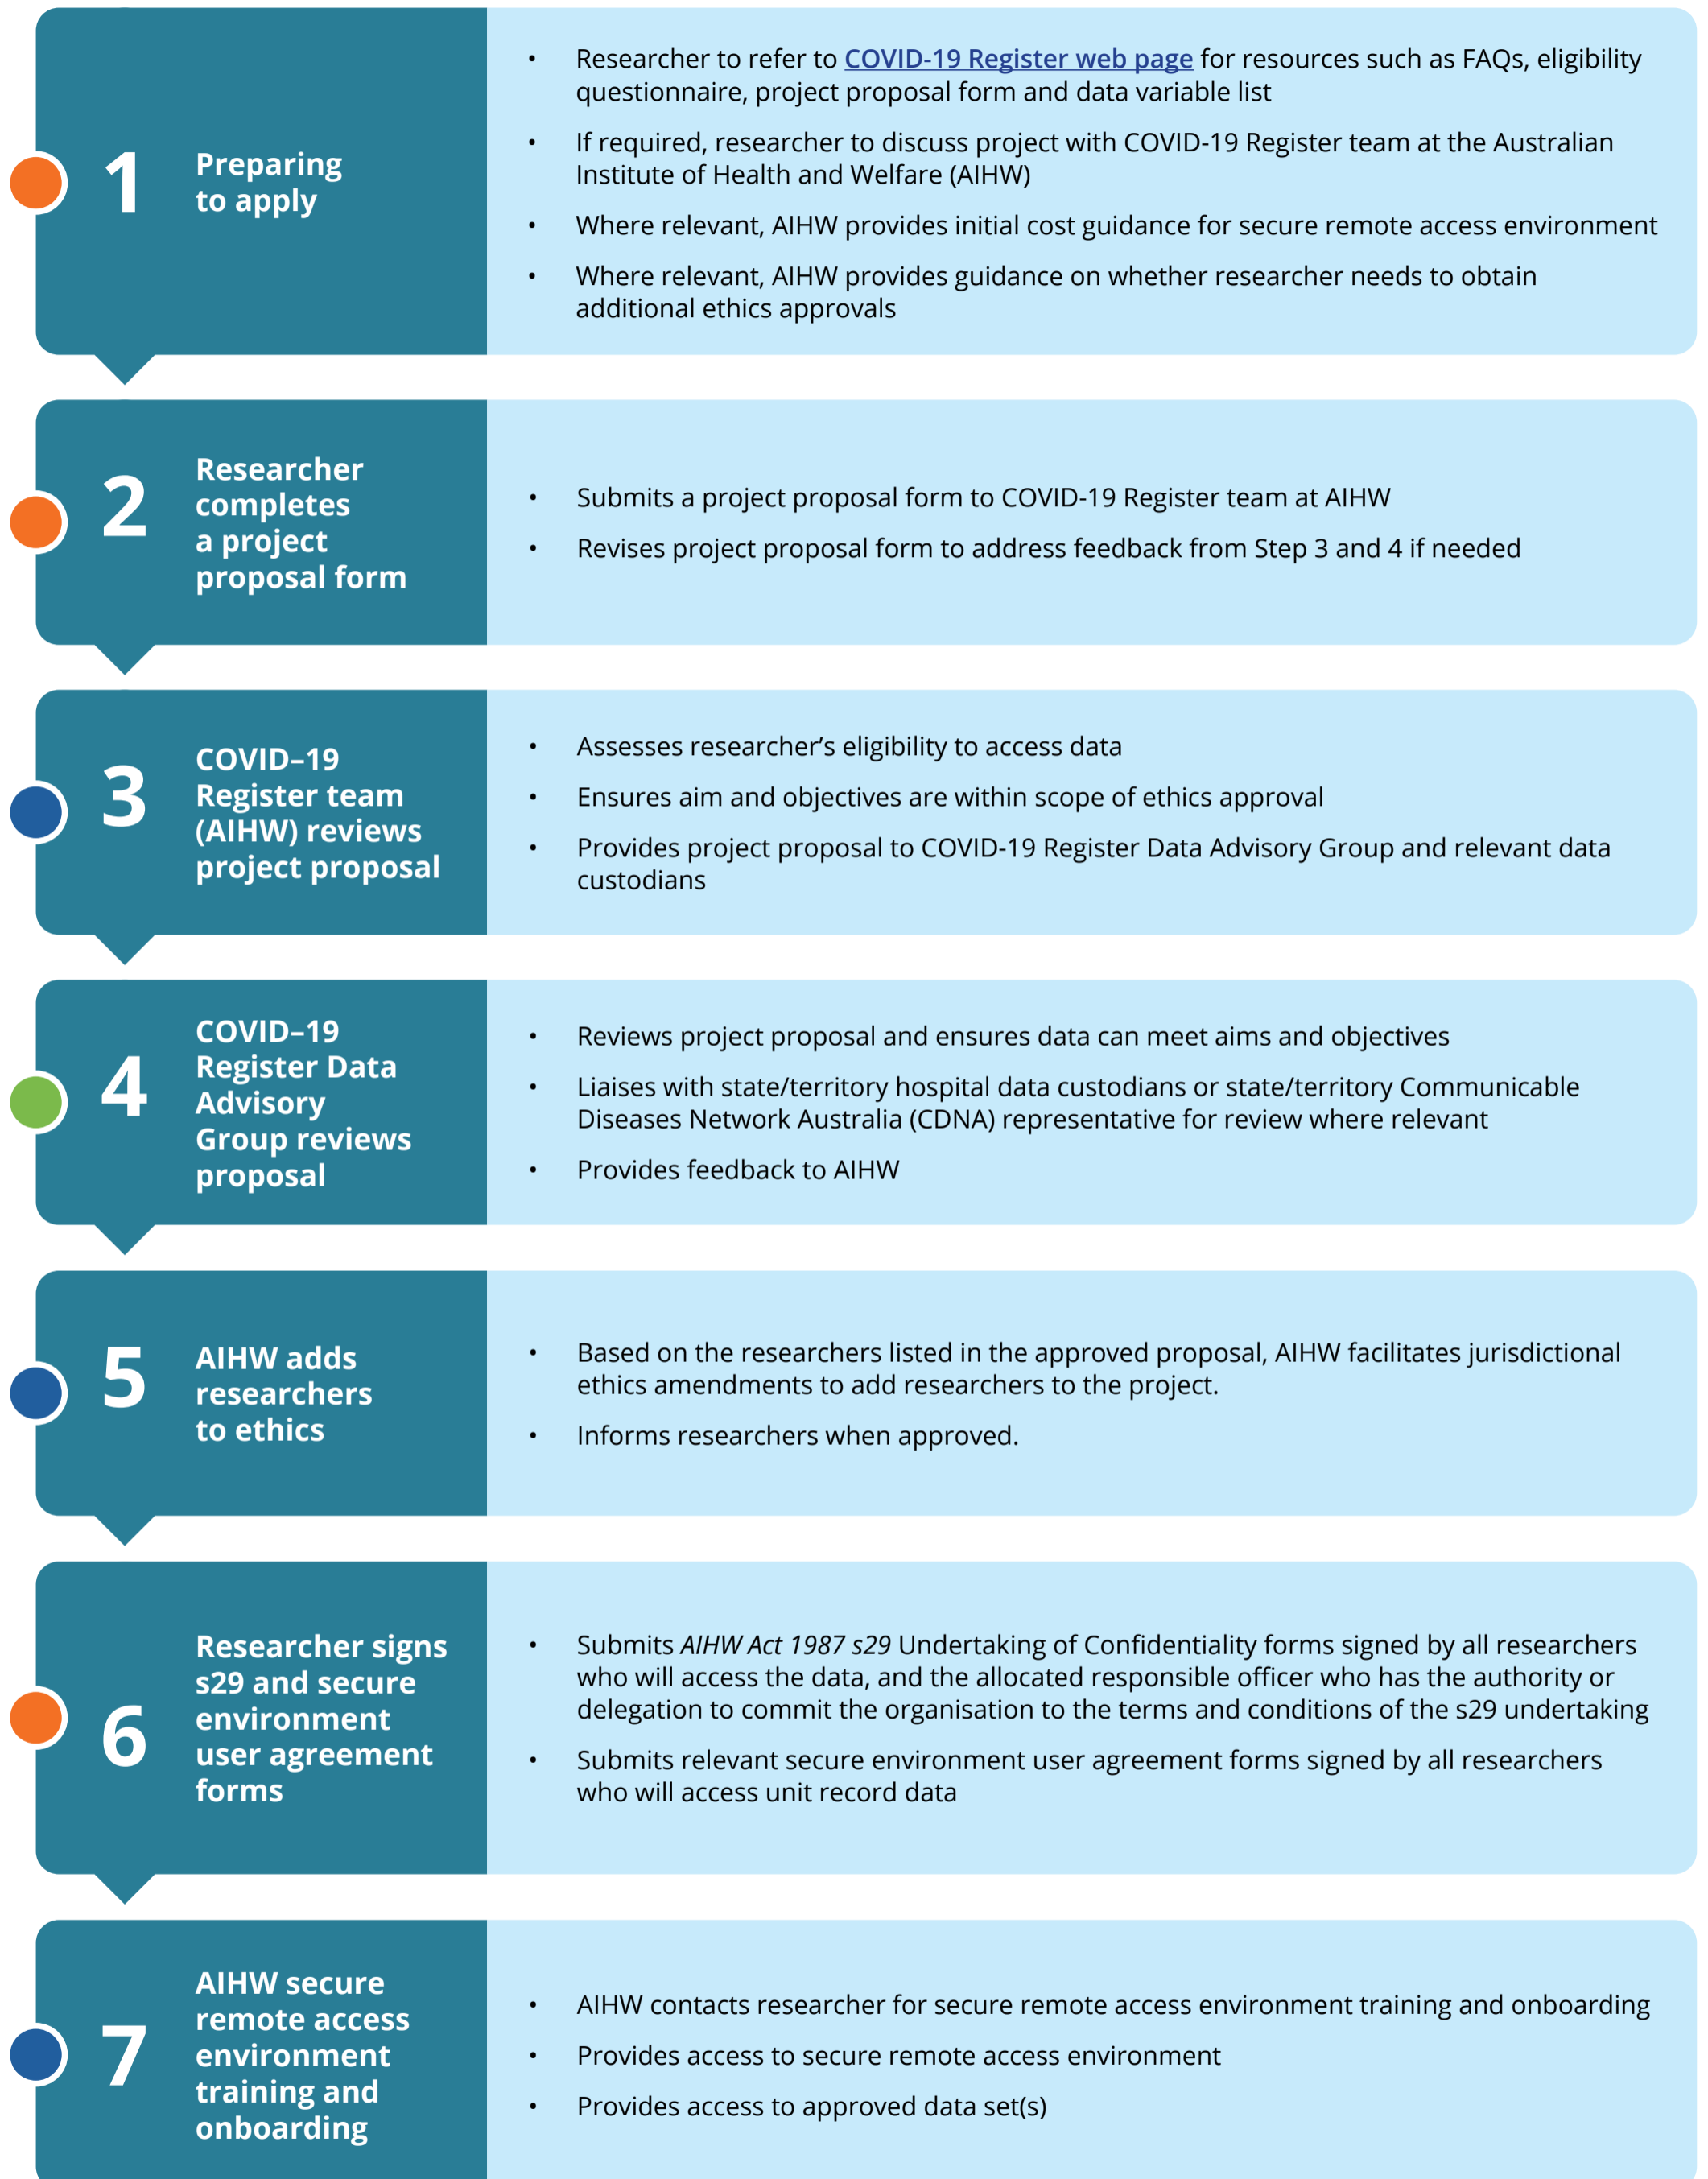 1
Preparing
to apply
• Researcher to refer to COVID-19 Register web page for resources such as FAQs, eligibility
questionnaire, project proposal form and data variable list
• If required, researcher to discuss project with COVID-19 Register team at the Australian
Institute of Health and Welfare (AIHW)
• Where relevant, AIHW provides initial cost guidance for secure remote access environment
• Where relevant, AIHW provides guidance on whether researcher needs to obtain
additional ethics approvals
2
Researcher
completes
a project
proposal form
• Submits a project proposal form to COVID-19 Register team at AIHW
• Revises project proposal form to address feedback from Step 3 and 4 if needed
3
COVID–19
Register team
(AIHW) reviews
project proposal
• Assesses researcher’s eligibility to access data
• Ensures aim and objectives are within scope of ethics approval
• Provides project proposal to COVID-19 Register Data Advisory Group and relevant data
custodians
4
COVID–19
Register Data
Advisory
Group reviews
proposal
• Reviews project proposal and ensures data can meet aims and objectives
• Liaises with state/territory hospital data custodians or state/territory Communicable
Diseases Network Australia (CDNA) representative for review where relevant
• Provides feedback to AIHW
5
AIHW adds
researchers
to ethics
• Based on the researchers listed in the approved proposal, AIHW facilitates jurisdictional
ethics amendments to add researchers to the project.
• Informs researchers when approved.
6
Researcher signs
s29 and secure
environment
user agreement
forms
• Submits AIHW Act 1987 s29 Undertaking of Confidentiality forms signed by all researchers
who will access the data, and the allocated responsible officer who has the authority or
delegation to commit the organisation to the terms and conditions of the s29 undertaking
• Submits relevant secure environment user agreement forms signed by all researchers
who will access unit record data
7
AIHW secure
remote access
environment
training and
onboarding
• AIHW contacts researcher for secure remote access environment training and onboarding
• Provides access to secure remote access environment
• Provides access to approved data set(s)